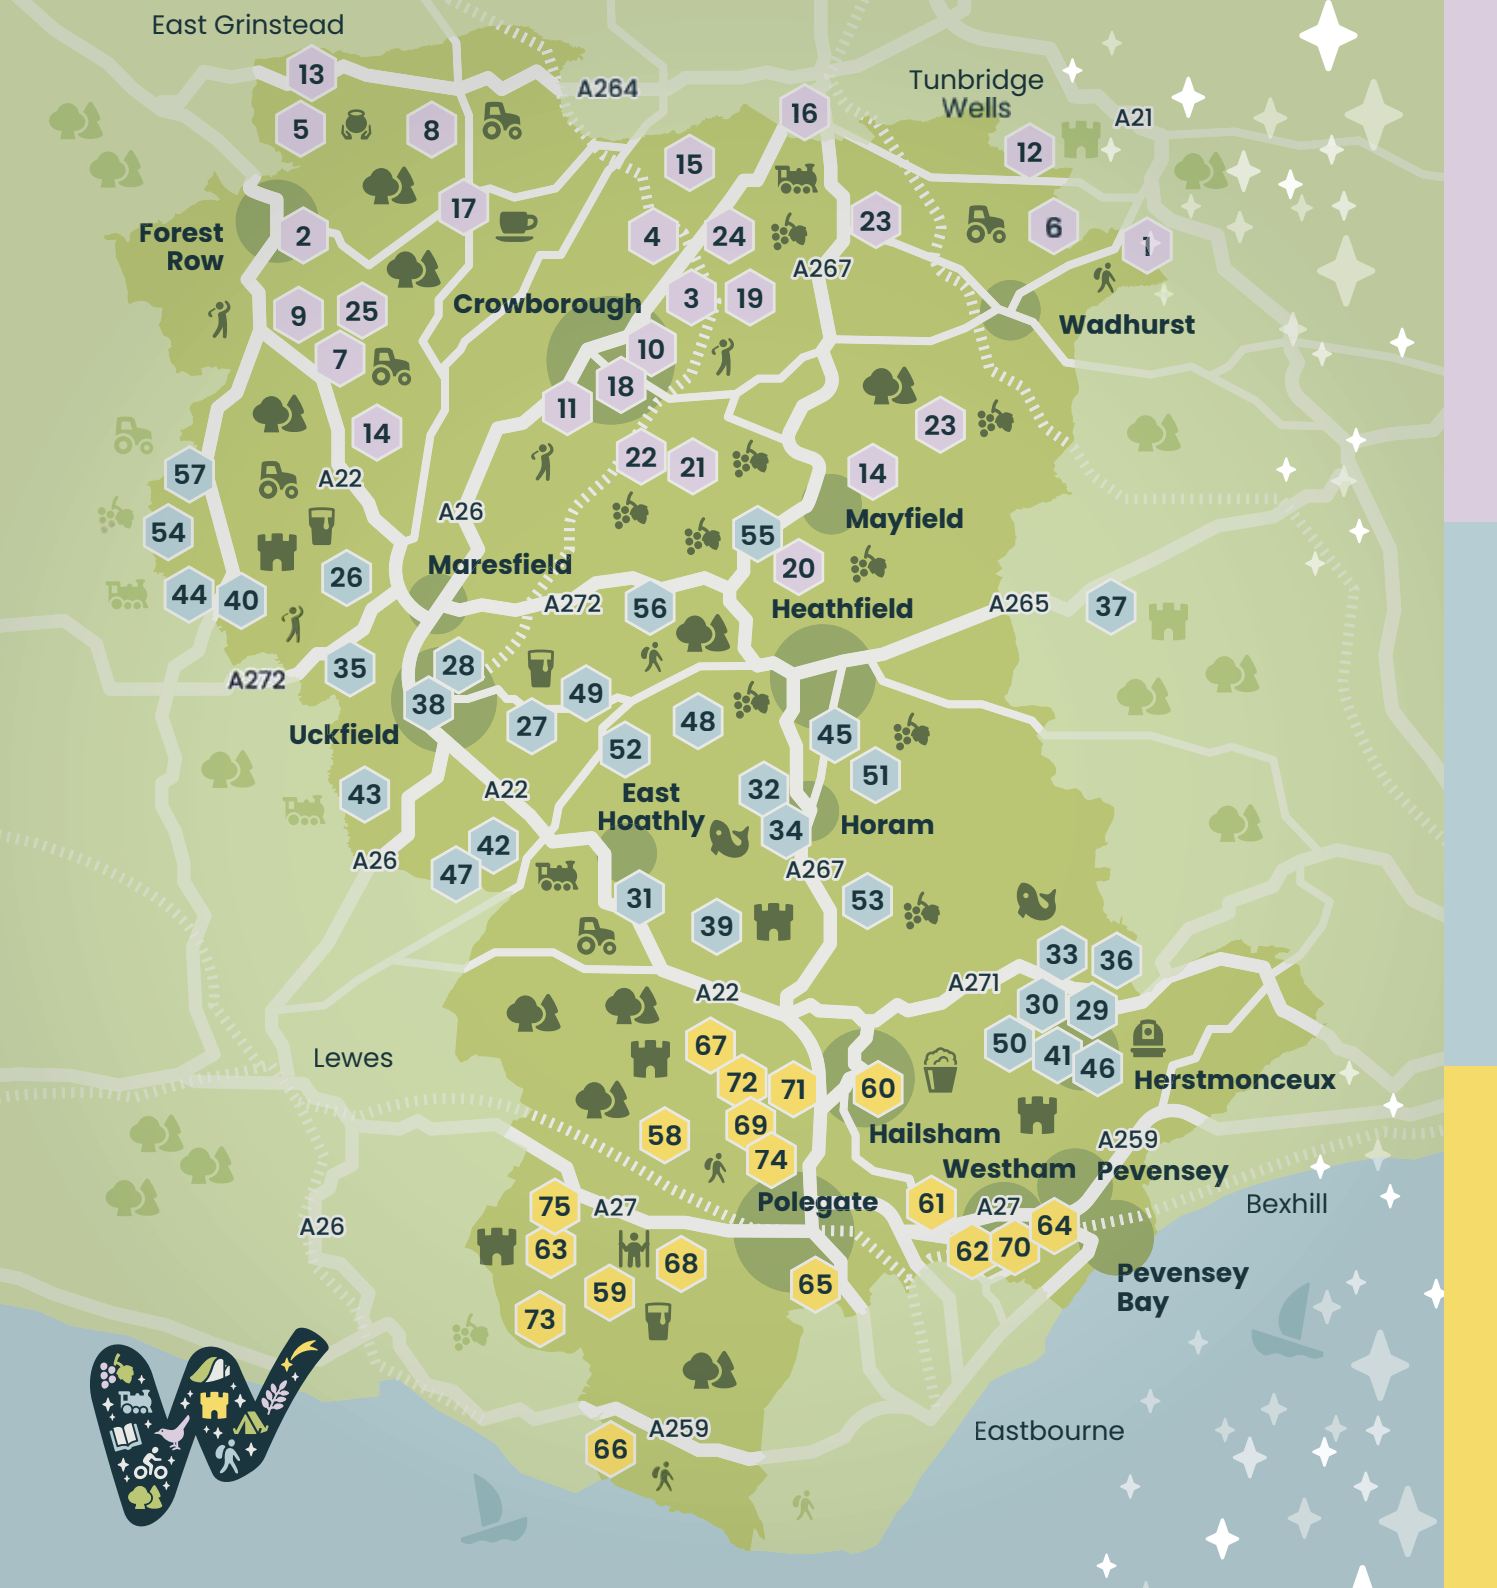 East Grinstead
13
A264
Tunbridge
Wells
16
A21
5
8
12
15
17
23
6
1
Forest
Row
2
4
24
A267
Crowborough
3
19
9
25
Wadhurst
7
10
18
11
14
23
22
21
57
A22
14
A26
Mayfield
54
55
Maresfield
20
26
44
40
A272
56
Heathfield
A265
37
A272
35
28
38
49
27
48
Uckfield
52
45
51
43
A22
East
Hoathly
32
34
Horam
A26
42
47
A267
31
39
53
33
36
A22
A271
30
29
Lewes
67
50
41
46
Herstmonceux
72
71
60
58
69
Hailsham
74
A259
Westham
Pevensey
75
A27
Polegate
61
A27
Bexhill
A26
63
64
62
70
68
65
59
Pevensey
Bay
73
A259
66
Eastbourne